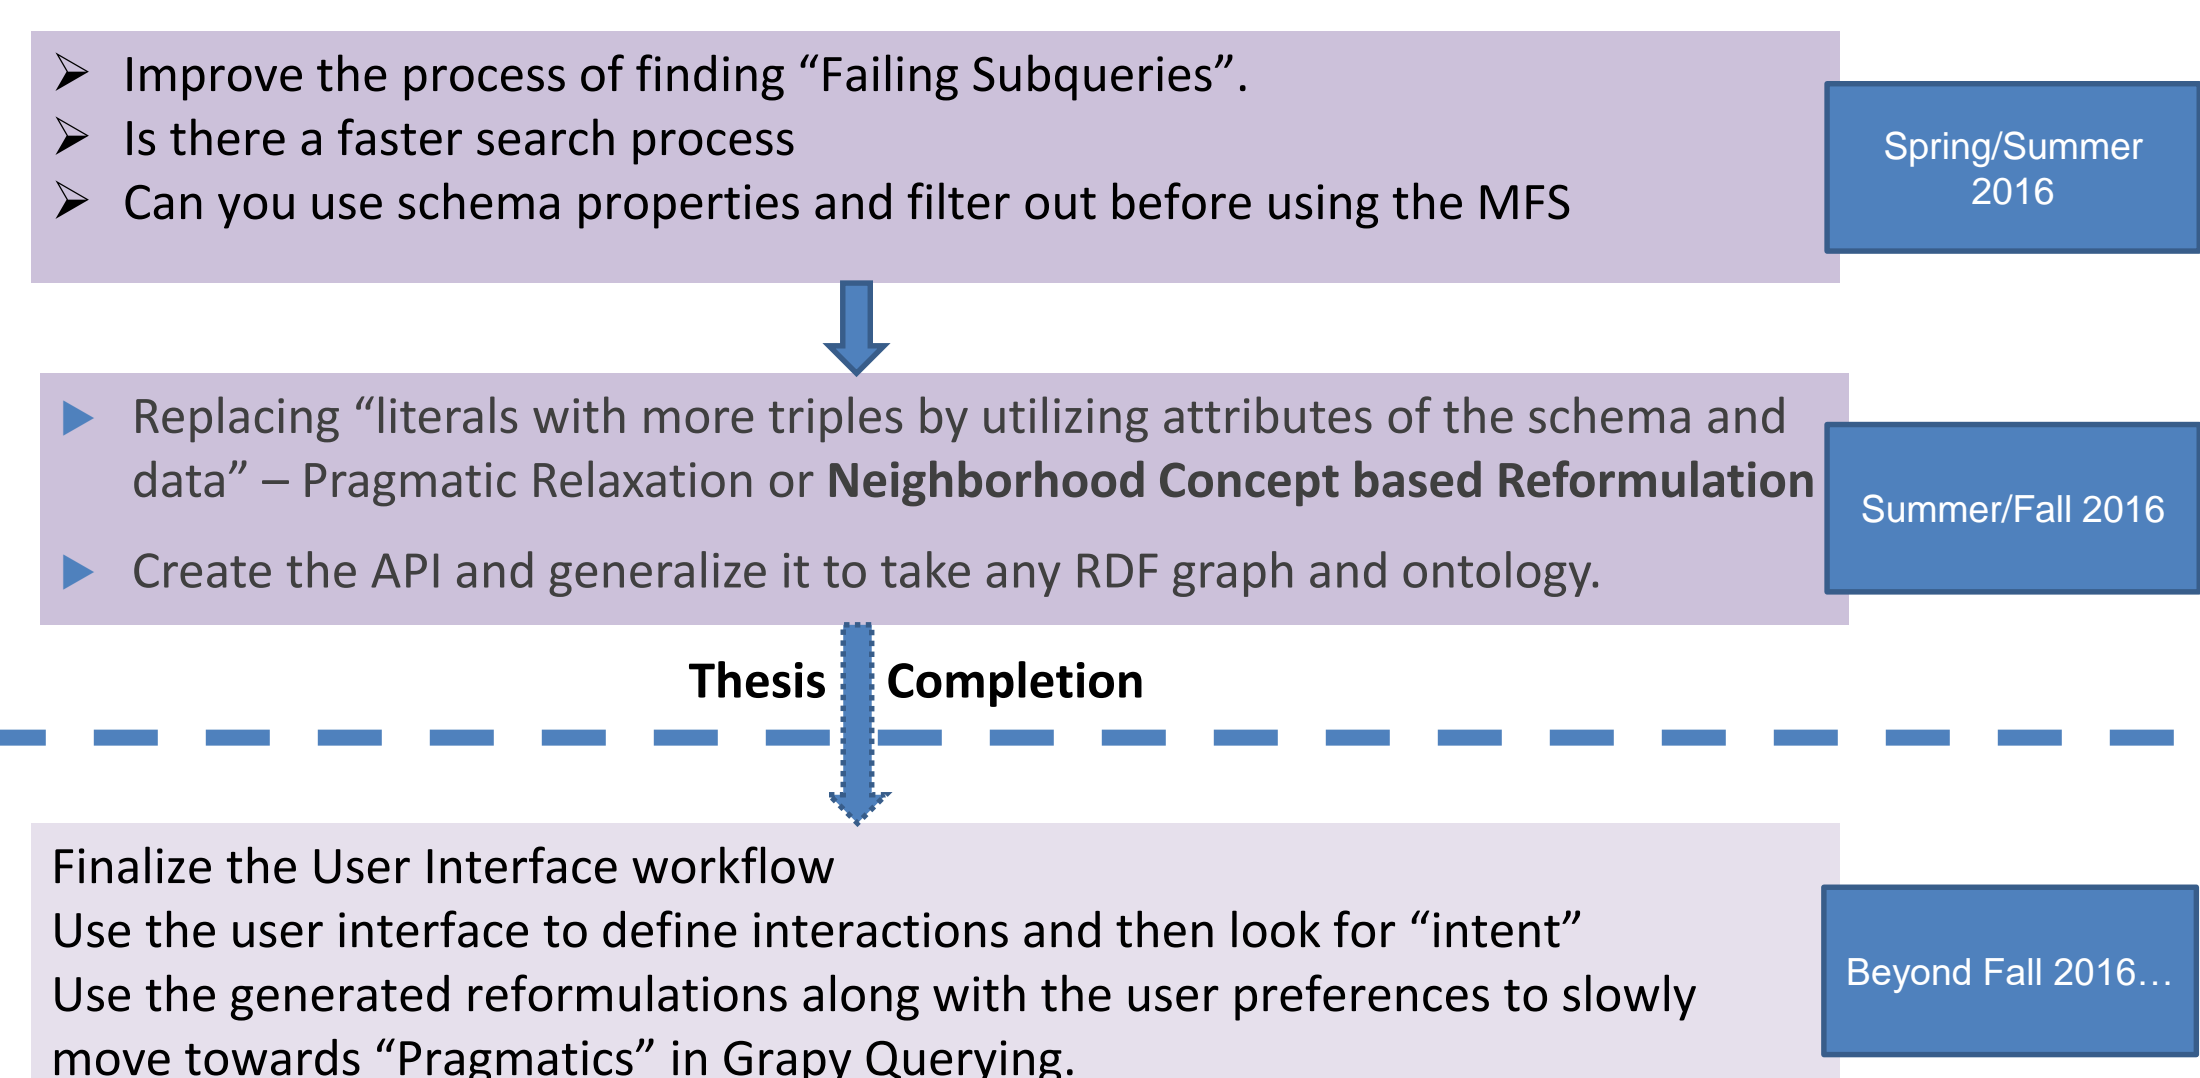 Improve the process of finding “Failing Subqueries”.
Is there a faster search process
Can you use schema properties and filter out before using the MFS
Spring/Summer
2016
Replacing “literals with more triples by utilizing attributes of the schema and
data” – Pragmatic Relaxation or Neighborhood Concept based Reformulation
Create the API and generalize it to take any RDF graph and ontology.
Summer/Fall 2016
Thesis Completion
Finalize the User Interface workflow
Use the user interface to define interactions and then look for “intent”
Use the generated reformulations along with the user preferences to slowly
move towards “Pragmatics” in Grapy Querying.
Beyond Fall 2016…